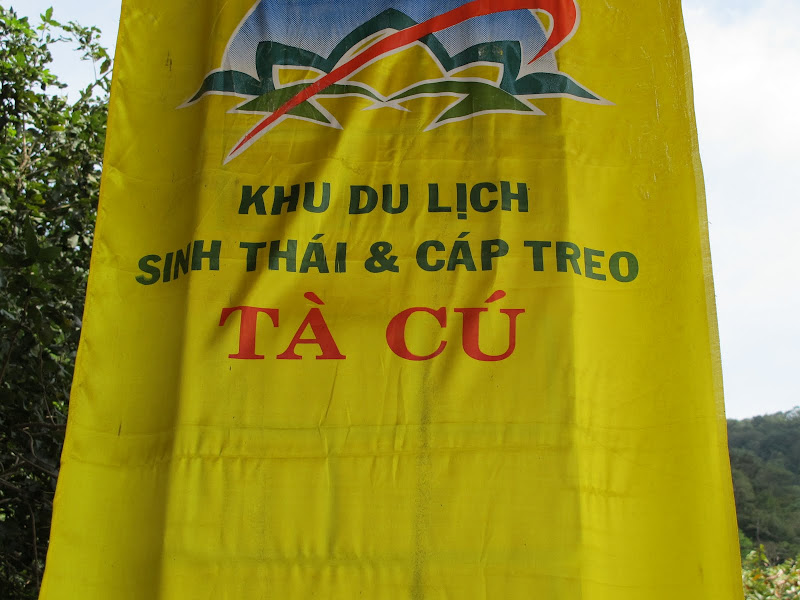 KHU DU LỊCH
SINH THÁI & CÁP TREO
TÀ CÚ